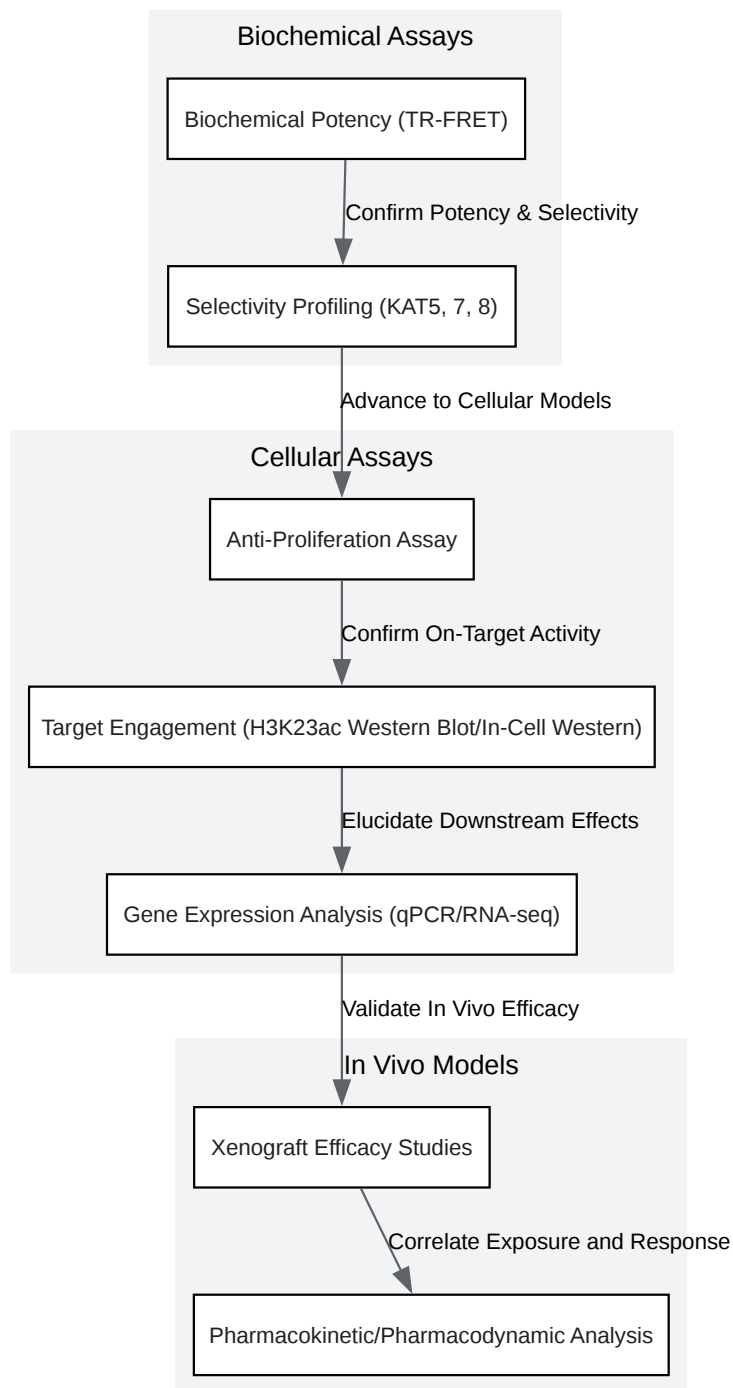 Biochemical Assays
Biochemical Potency (TR-FRET)
Confirm Potency & Selectivity
Selectivity Profiling (KAT5, 7, 8)
Advance to Cellular Models
Cellular Assays
Anti-Proliferation Assay
Confirm On-Target Activity
Target Engagement (H3K23ac Western Blot/In-Cell Western)
Elucidate Downstream Effects
Gene Expression Analysis (qPCR/RNA-seq)
Validate In Vivo Efficacy
In Vivo Models
Xenograft Efficacy Studies
Correlate Exposure and Response
Pharmacokinetic/Pharmacodynamic Analysis